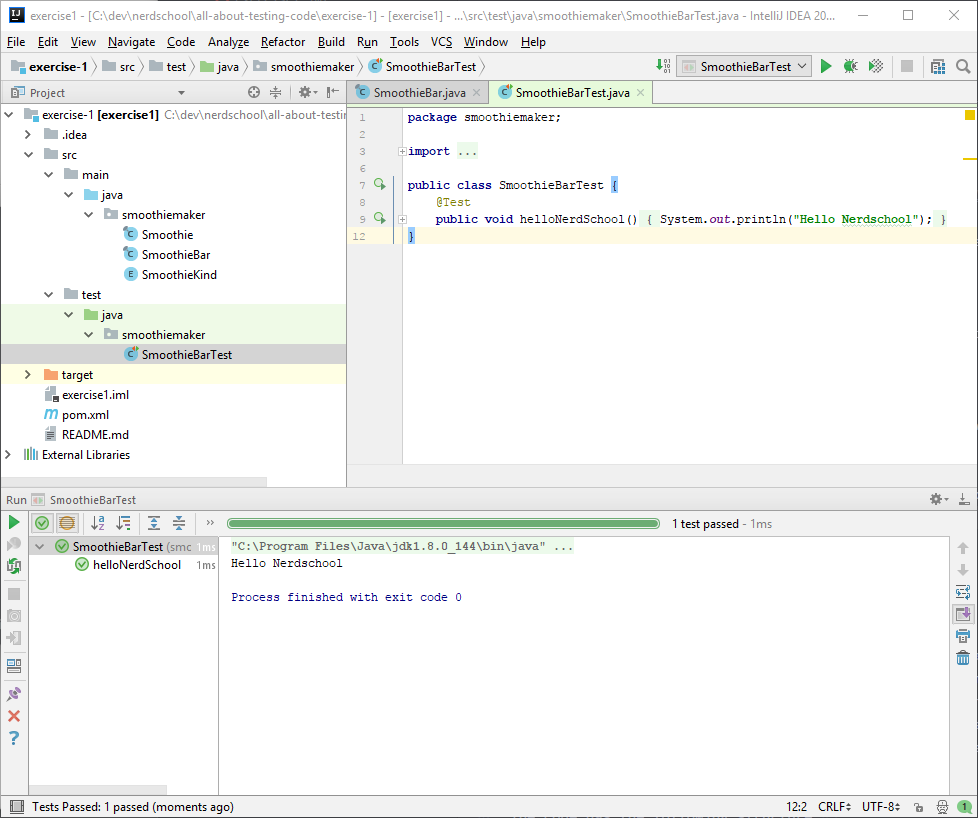 exercise1 - [C:\dev\nerdschool\all-about-testing-code\exercise-1] - [exercise1] - ...\src\test\java\smoothiemaker\SmoothieBarTest.java - IntelliJ IDEA 20...
File Edit View Navigate Code Analyze Refactor Build Run Tools VCS Window Help
exercise-1 src test java smoothiemaker SmoothieBarTest SmoothieBarTest
Project SmoothieBar.java SmoothieBarTest.java
exercise-1 [exercise1] C:\dev\nerdschool\all-about-testin
.idea
src
main
java
smoothiemaker
Smoothie
SmoothieBar
SmoothieKind
test
java
smoothiemaker
SmoothieBarTest
target
exercise1.iml
pom.xml
README.md
External Libraries
1 package smoothiemaker;
2
3 import ...
6
7 public class SmoothieBarTest {
8 @Test
9 public void helloNerdSchool() { System.out.println("Hello Nerdschool"); }
12 }
Run SmoothieBarTest
1 test passed - 1ms
SmoothieBarTest (smc 1ms
helloNerdSchool 1ms
"C:\Program Files\Java\jdk1.8.0_144\bin\java" ...
Hello Nerdschool
Process finished with exit code 0
Tests Passed: 1 passed (moments ago) 12:2 CRLF UTF-8 1